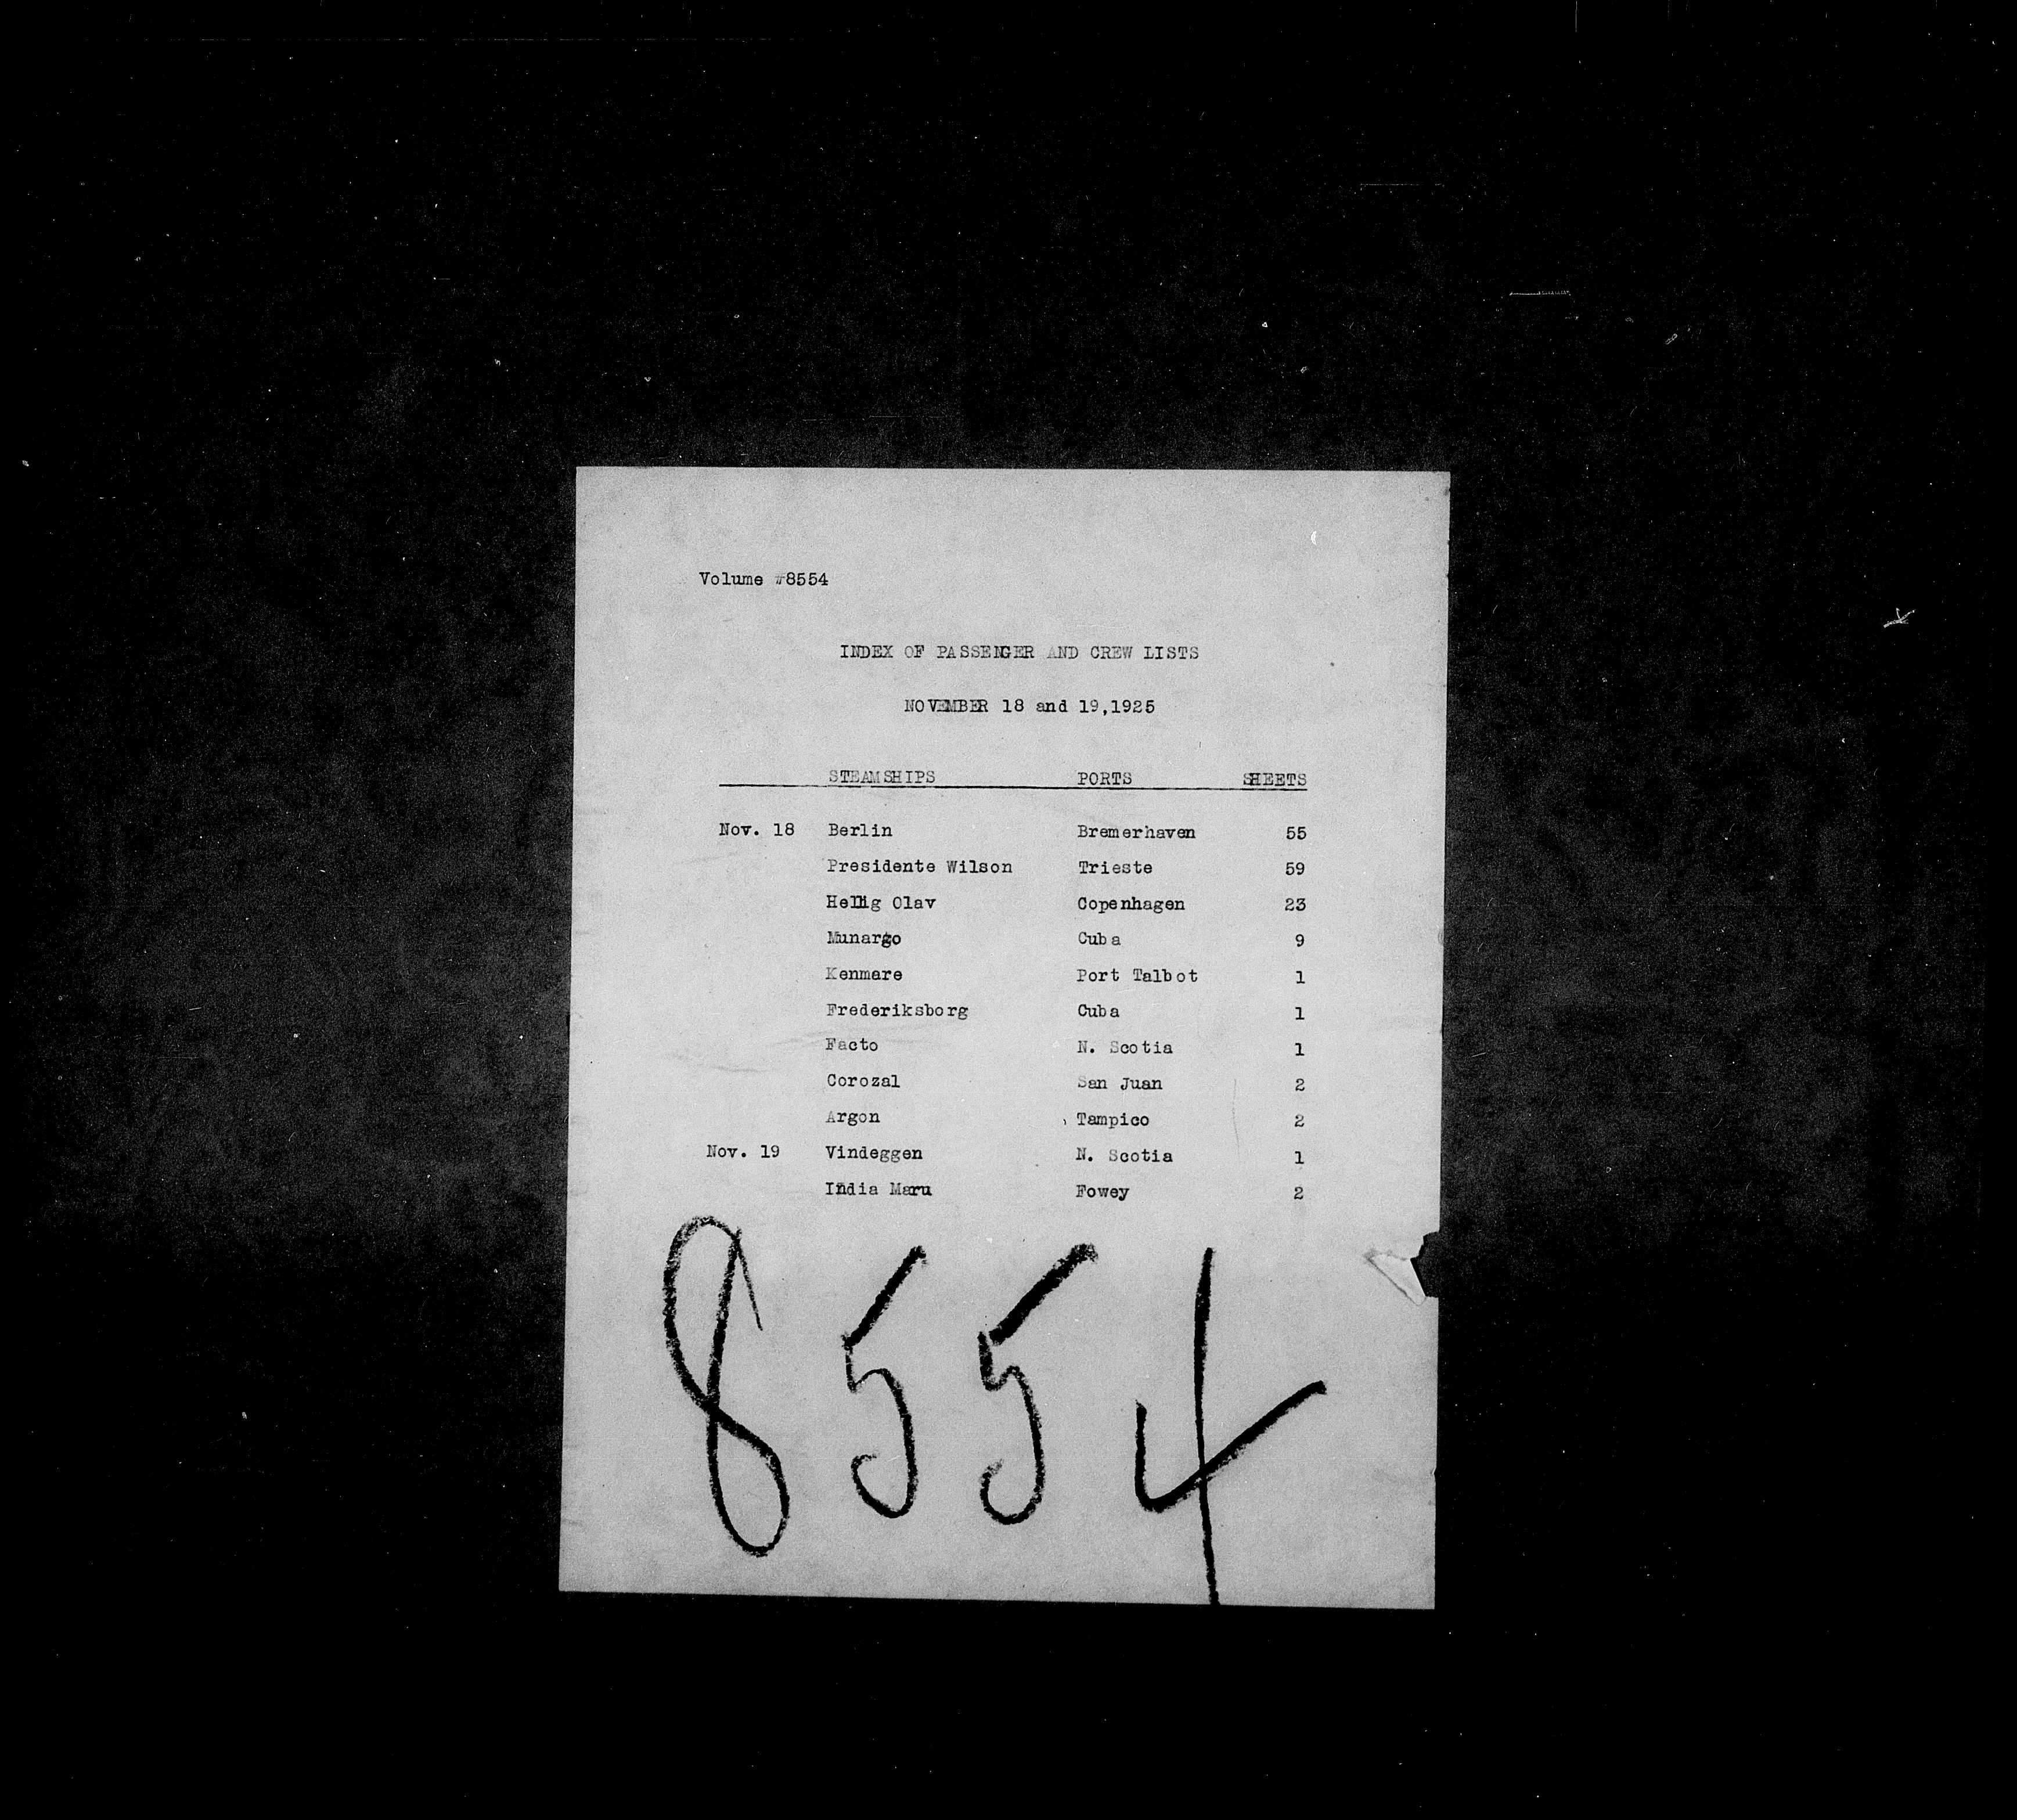 Volume #8554
INDEX OF PASSENGER AND CREW LISTS
NOVEMBER 18 and 19,1925
STEAMSHIPS PORTS SHEETS
Nov. 18 Berlin Bremerhaven 55
Presidente Wilson Trieste 59
Hellig Olav Copenhagen 23
Munargo Cuba 9
Kenmare Port Talbot 1
Frederiksborg Cuba 1
Facto N. Scotia 1
Corozal San Juan 2
Argon Tampico 2
Nov. 19 Vindeggen N. Scotia 1
India Maru Fowey 2
8554